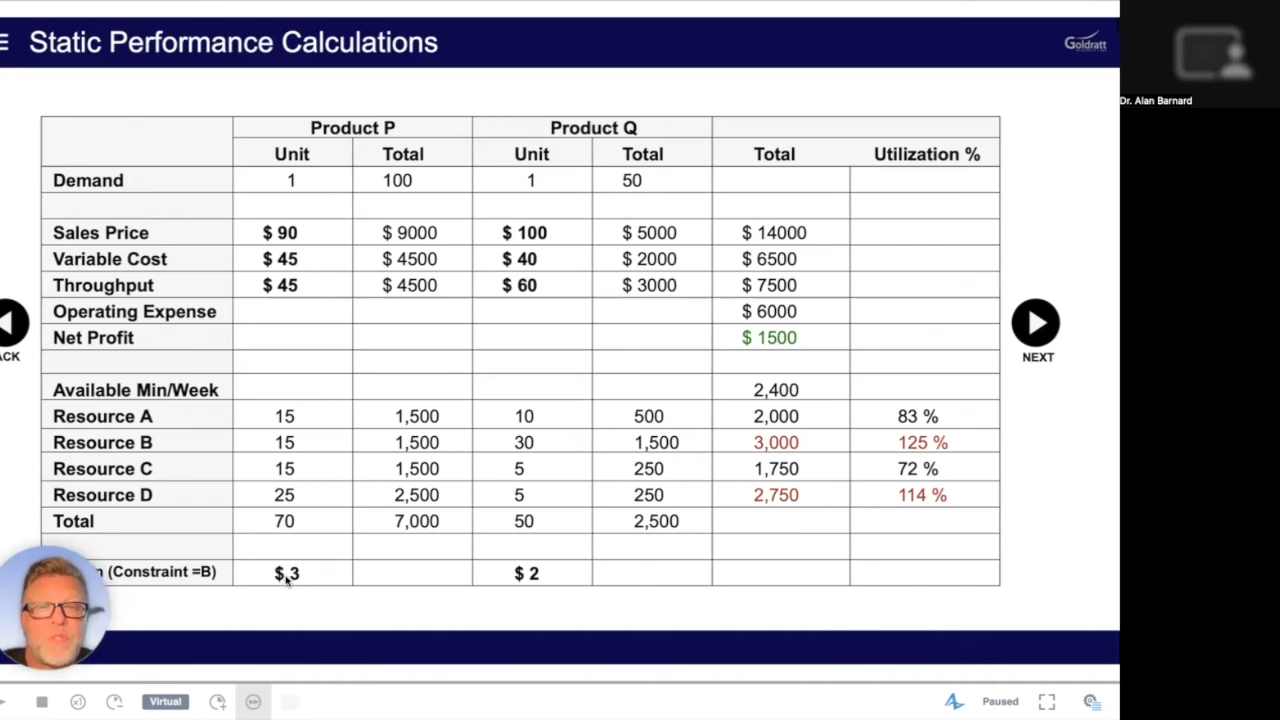 Static Performance Calculations
Goldratt
Dr. Alan Barnard
Product P Product Q
Unit Total Unit Total Total Utilization %
Demand 1 100 1 50
Sales Price $ 90 $ 9000 $ 100 $ 5000 $ 14000
Variable Cost $ 45 $ 4500 $ 40 $ 2000 $ 6500
Throughput $ 45 $ 4500 $ 60 $ 3000 $ 7500
Operating Expense $ 6000
Net Profit $ 1500
ACK
NEXT
Available Min/Week 2,400
Resource A 15 1,500 10 500 2,000 83 %
Resource B 15 1,500 30 1,500 3,000 125 %
Resource C 15 1,500 5 250 1,750 72 %
Resource D 25 2,500 5 250 2,750 114 %
Total 70 7,000 50 2,500
(Constraint =B) $ 3 $ 2
x1 Virtual Paused